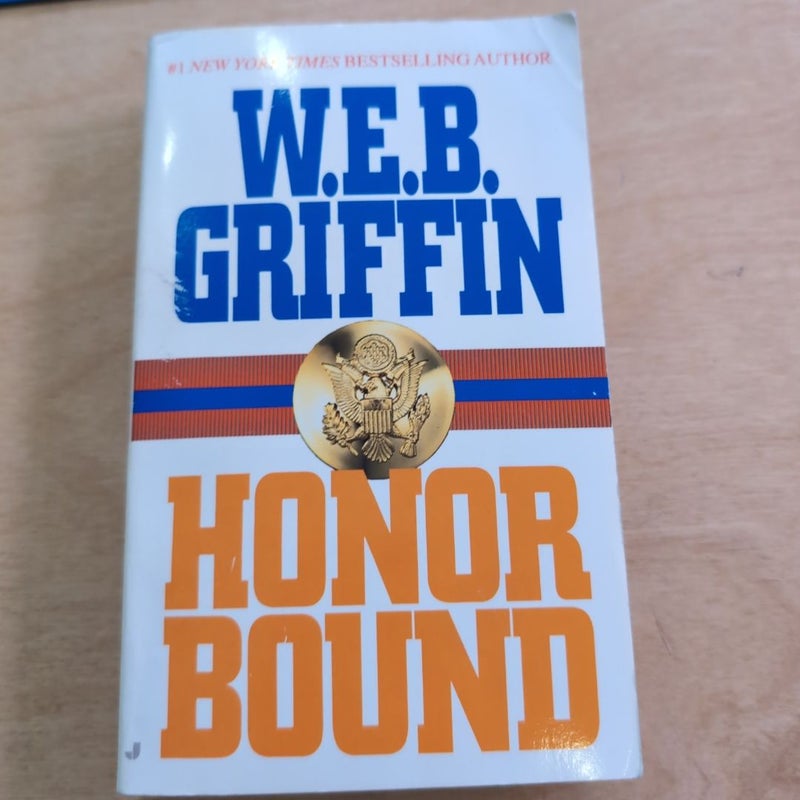 #1 NEW YORK TIMES BESTSELLING AUTHOR
W.E.B.
GRIFFIN
HONOR
BOUND
J